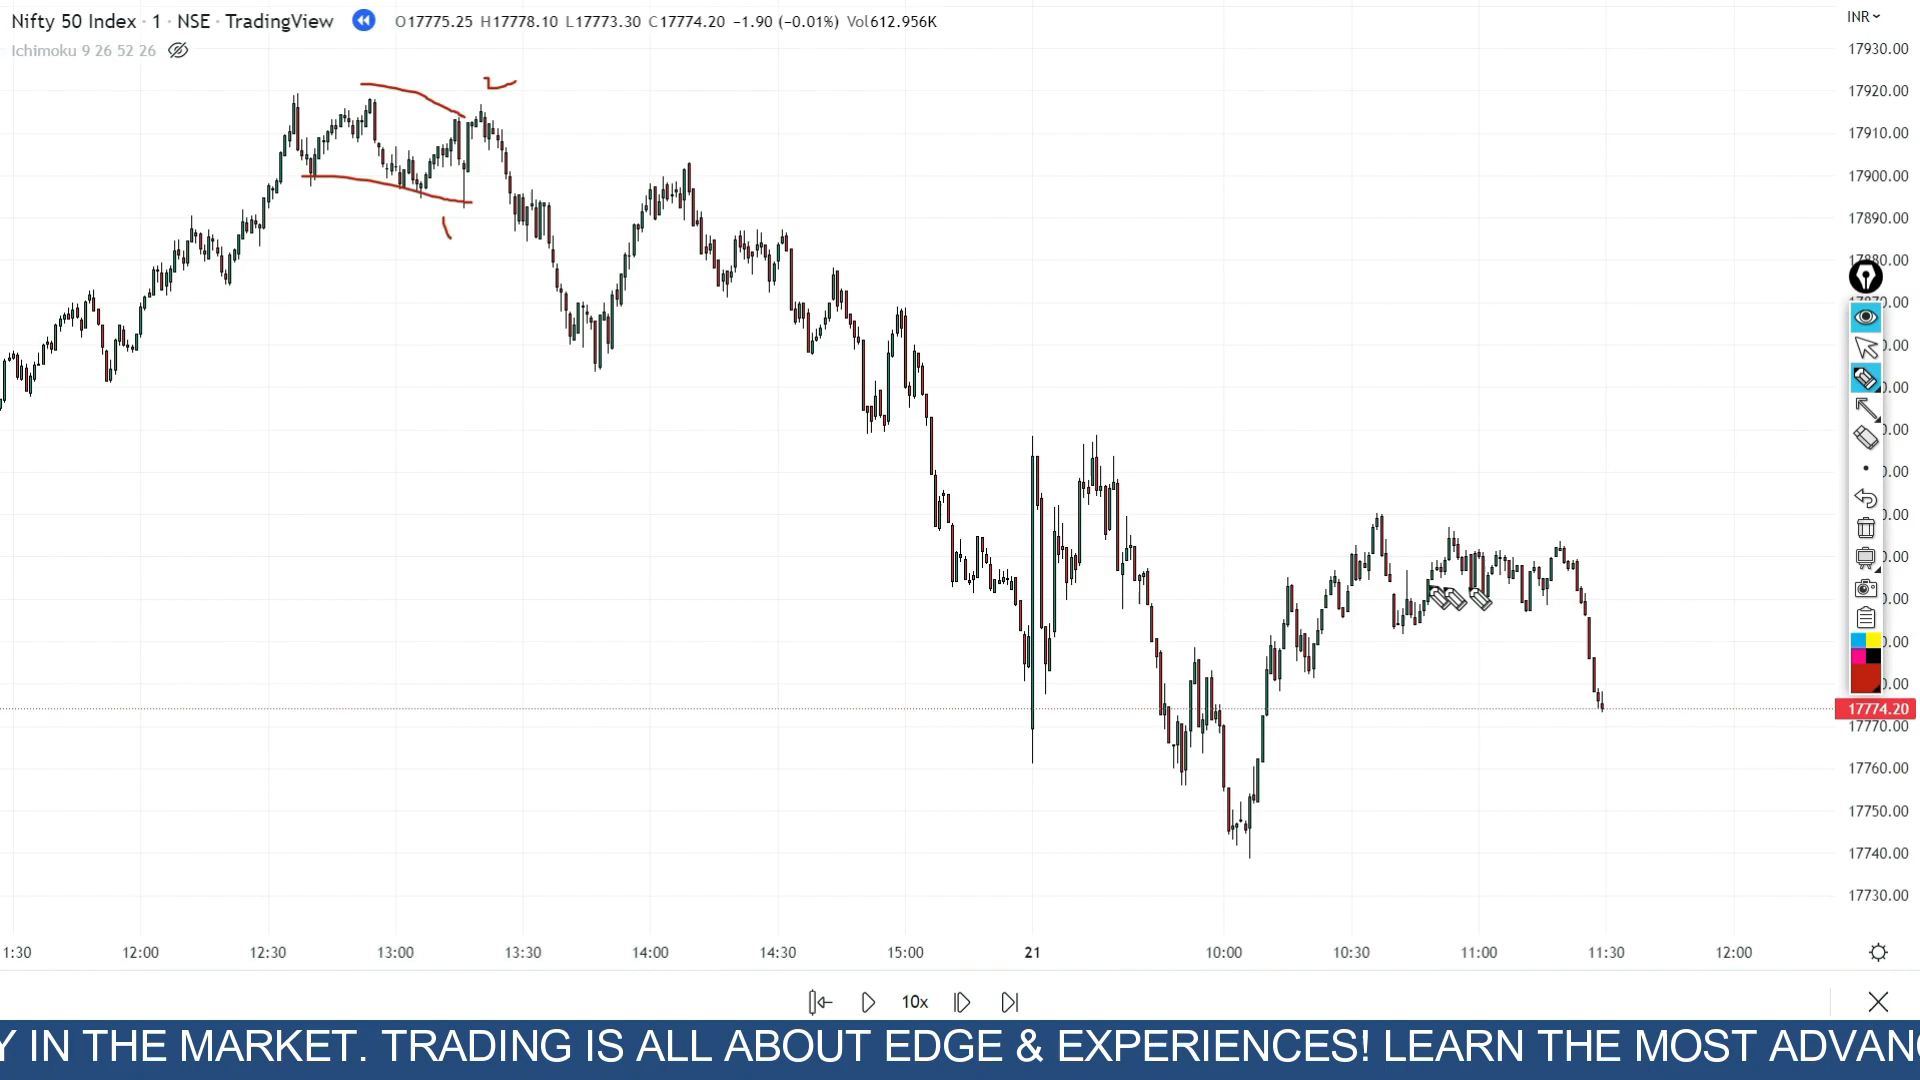 Nifty 50 Index · 1 · NSE · TradingView O17775.25 H17778.10 L17773.30 C17774.20 −1.90 (−0.01%) Vol612.956K
INR
Ichimoku 9 26 52 26
17930.00
17920.00
17910.00
17900.00
17890.00
17880.00
17774.20
17770.00
17760.00
17750.00
17740.00
17730.00
1:30 12:00 12:30 13:00 13:30 14:00 14:30 15:00 21 10:00 10:30 11:00 11:30 12:00
10x
Y IN THE MARKET. TRADING IS ALL ABOUT EDGE & EXPERIENCES! LEARN THE MOST ADVAN